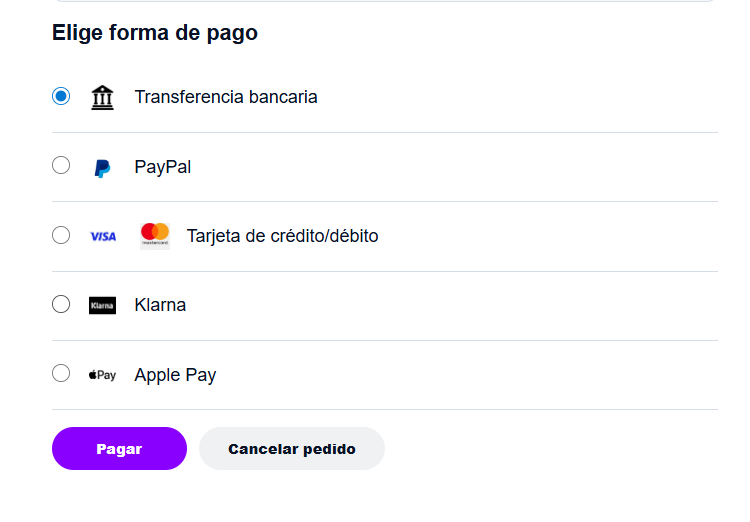 Elige forma de pago
Transferencia bancaria
PayPal
VISA mastercard Tarjeta de crédito/débito
Klarna Klarna
Pay Apple Pay
Pagar Cancelar pedido